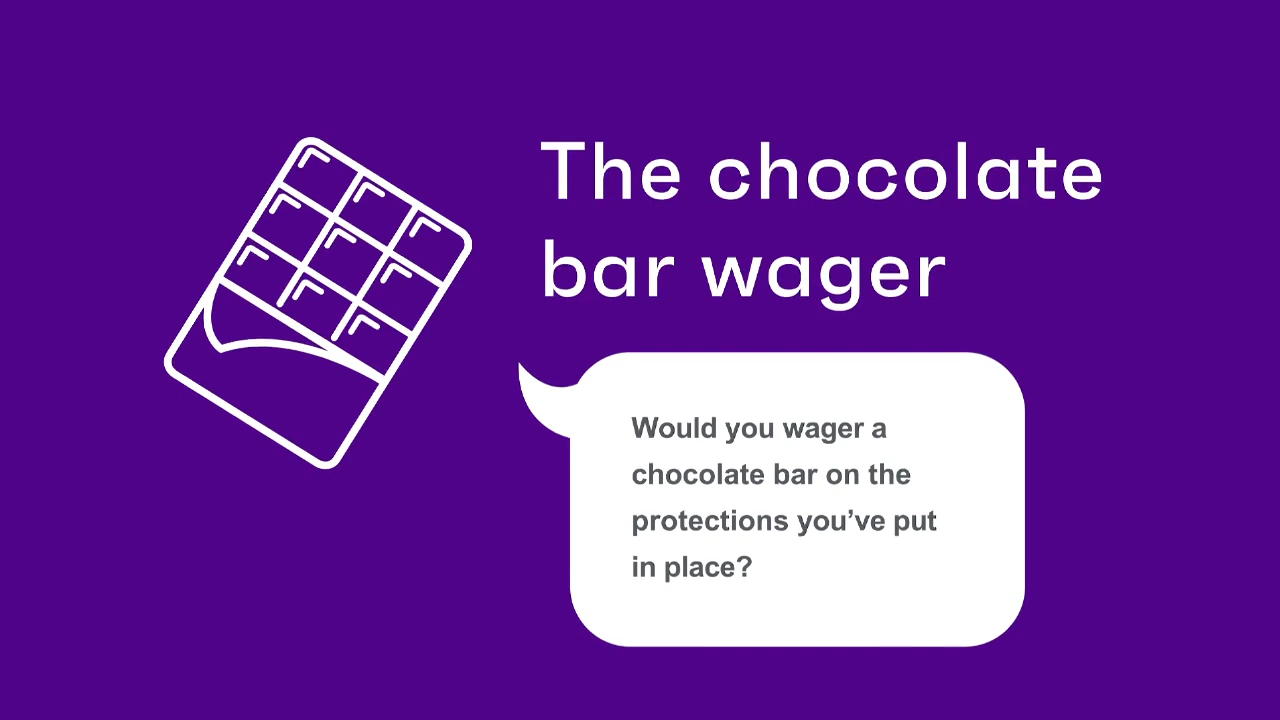 The chocolate
bar wager
Would you wager a
chocolate bar on the
protections you’ve put
in place?